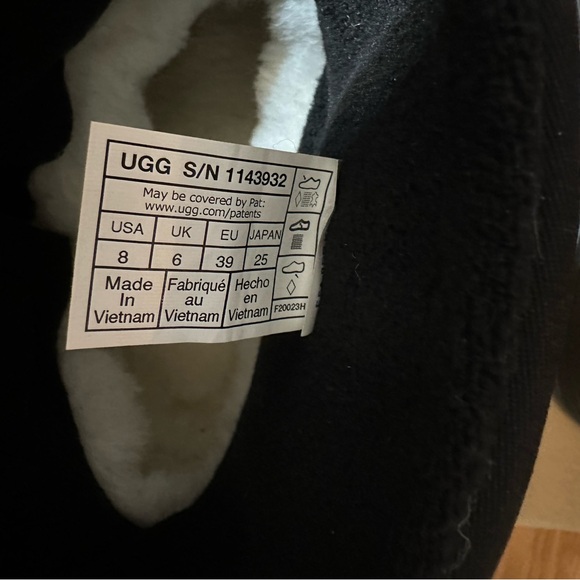 UGG S/N 1143932
May be covered by Pat:
www.ugg.com/patents
USA UK EU JAPAN
8 6 39 25
Made In Vietnam
Fabriqué au Vietnam
Hecho en Vietnam
F20023H